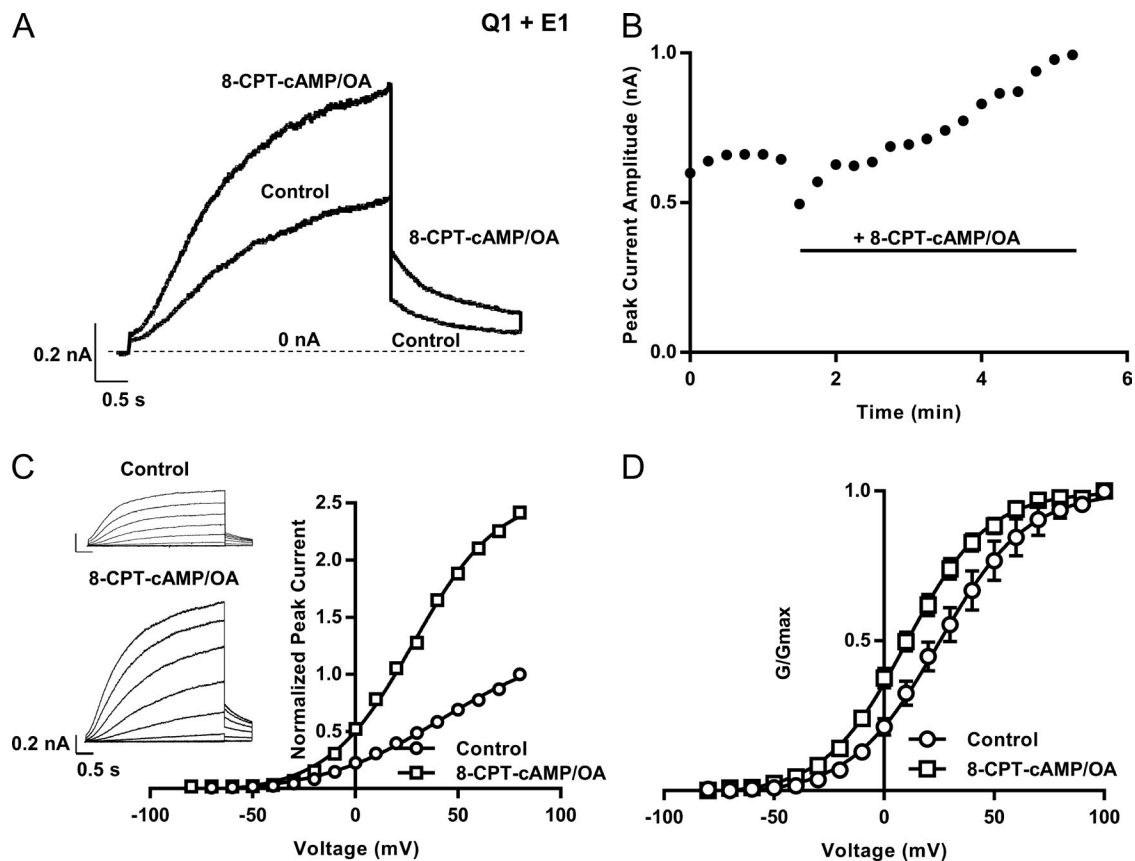 A
Q1 + E1
8-CPT-cAMP/OA
Control
8-CPT-cAMP/OA
0 nA
Control
0.2 nA
0.5 s
B
Peak Current Amplitude (nA)
1.0
0.5
0.0
+ 8-CPT-cAMP/OA
0 2 4 6
Time (min)
C
Control
8-CPT-cAMP/OA
0.2 nA
0.5 s
Normalized Peak Current
2.5
2.0
1.5
1.0
0.5
Control
8-CPT-cAMP/OA
-100 -50 0 50 100
Voltage (mV)
D
G/Gmax
1.0
0.5
Control
8-CPT-cAMP/OA
-100 -50 0 50 100
Voltage (mV)